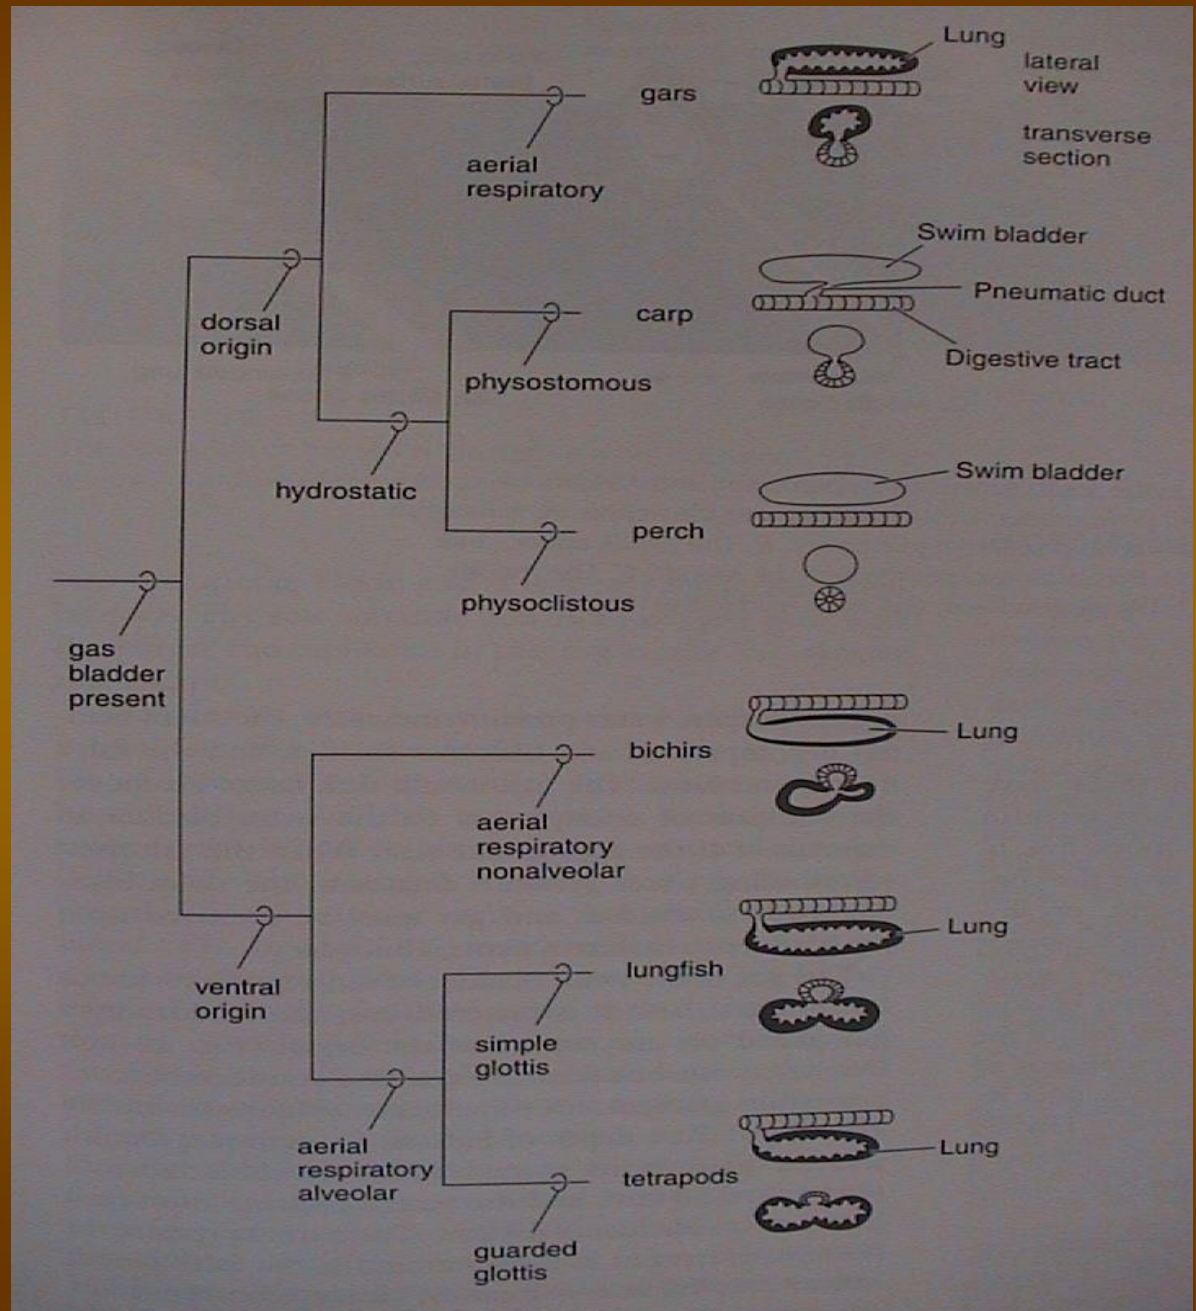 Lung
lateral
view
gars
transverse
section
aerial
respiratory
Swim bladder
Pneumatic duct
carp
dorsal
origin
Digestive tract
physostomous
Swim bladder
hydrostatic
perch
physoclistous
gas
bladder
present
bichirs
Lung
aerial
respiratory
nonalveolar
Lung
lungfish
ventral
origin
simple
glottis
aerial
respiratory
alveolar
Lung
tetrapods
guarded
glottis